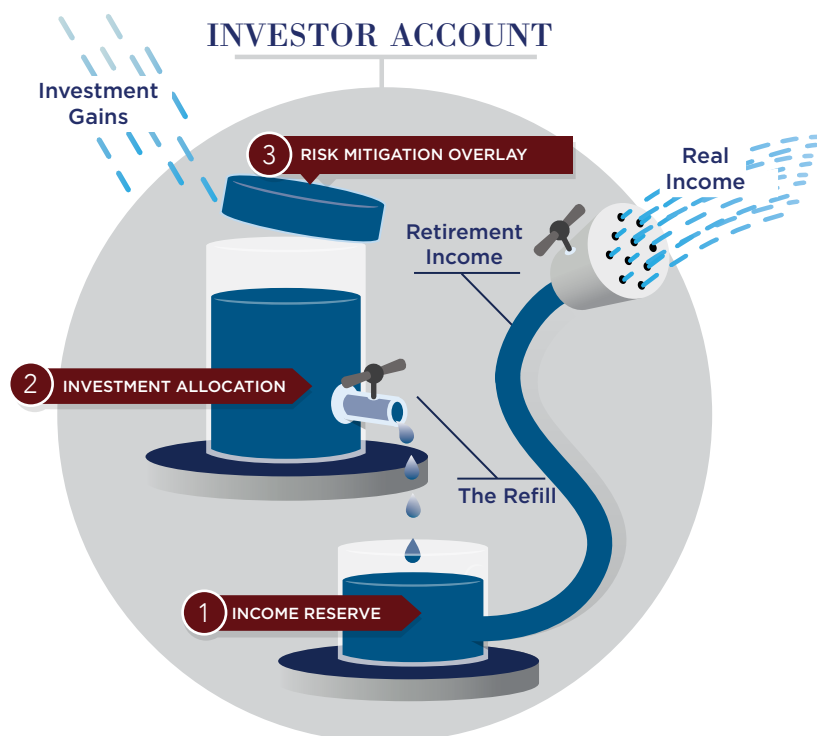 INVESTOR ACCOUNT
Investment
Gains
3 RISK MITIGATION OVERLAY
Real
Income
Retirement
Income
2 INVESTMENT ALLOCATION
The Refill
1 INCOME RESERVE